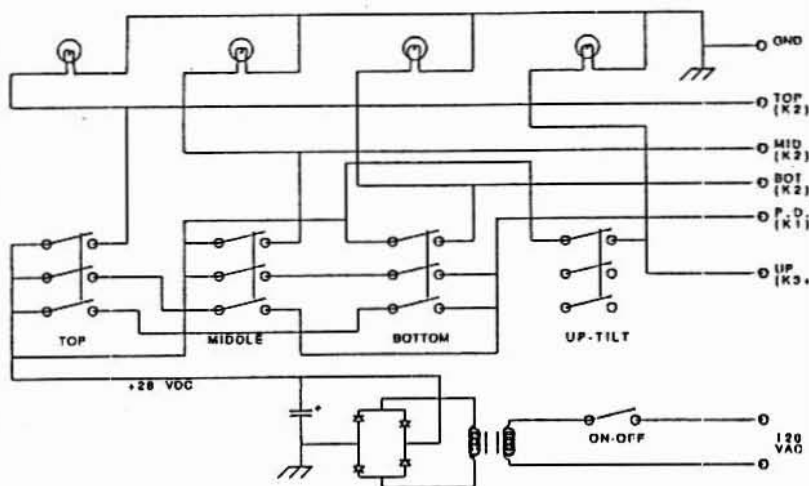 GND
TOP
(K2)
MID
(K2)
BOT
(K2)
P.D.
(K1)
UP
(K3+
TOP
MIDDLE
BOTTOM
UP-TILT
+28 VDC
+
ON-OFF
120
VAC